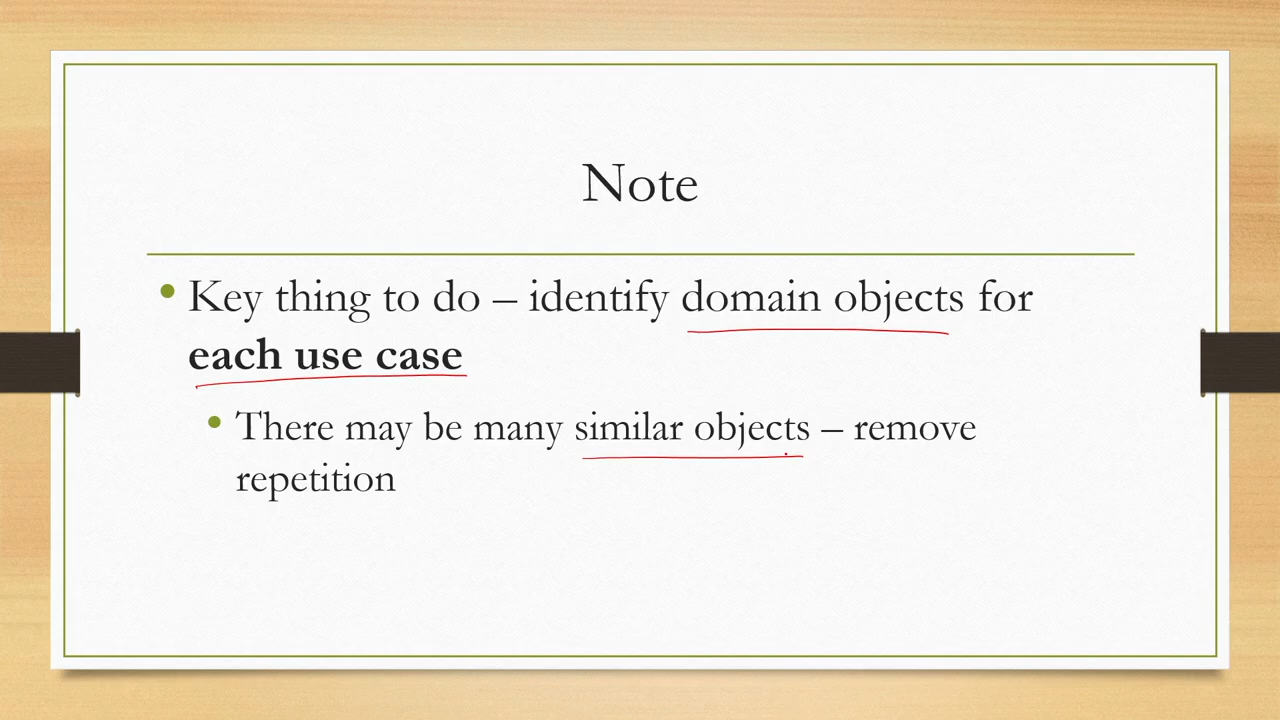 Note
• Key thing to do – identify domain objects for
each use case
• There may be many similar objects – remove
repetition